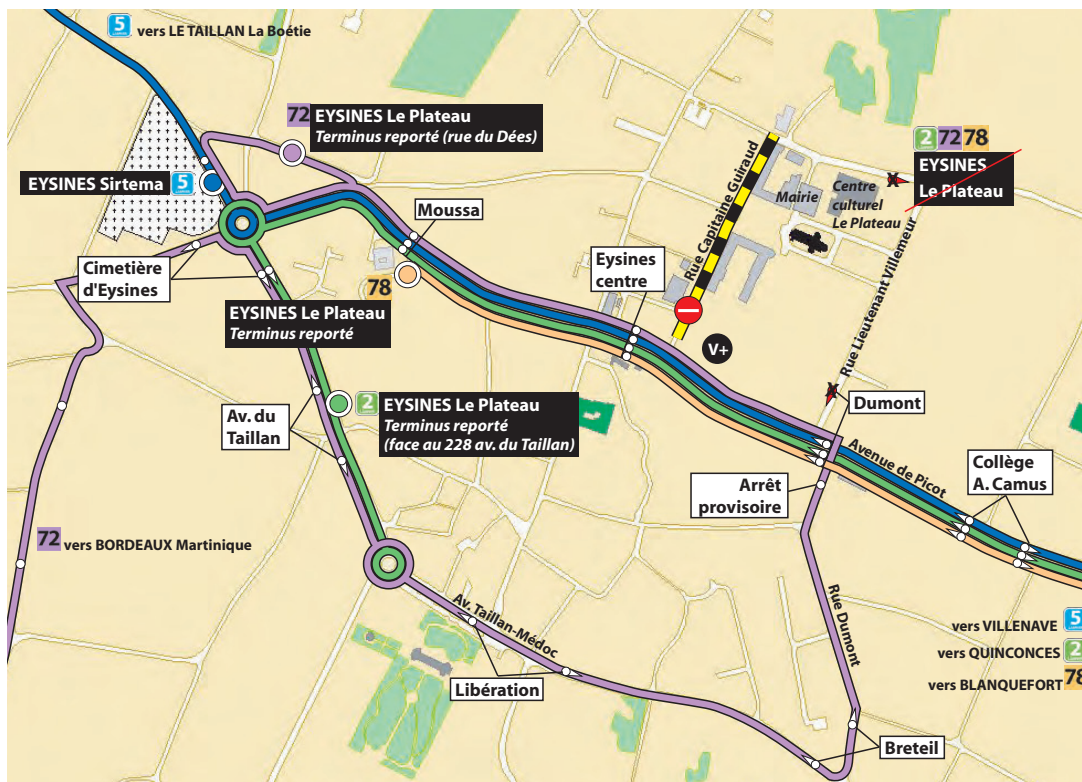 5 vers LE TAILLAN La Boétie
72 EYSINES Le Plateau
Terminus reporté (rue du Dées)
2 72 78
EYSINES
Le Plateau
EYSINES Sirtema 5
Rue Capitaine Guiraud
Mairie
Centre
culturel
Le Plateau
Moussa
Eysines
centre
Rue Lieutenant Villemeur
Cimetière
d'Eysines
78
EYSINES Le Plateau
Terminus reporté
V+
2 EYSINES Le Plateau
Terminus reporté
(face au 228 av. du Taillan)
Dumont
Av. du
Taillan
Avenue de Picot
Collège
A. Camus
Arrêt
provisoire
72 vers BORDEAUX Martinique
Av. Taillan-Médoc
Rue Dumont
vers VILLENAVE 5
vers QUINCONCES 2
vers BLANQUEFORT 78
Libération
Breteil